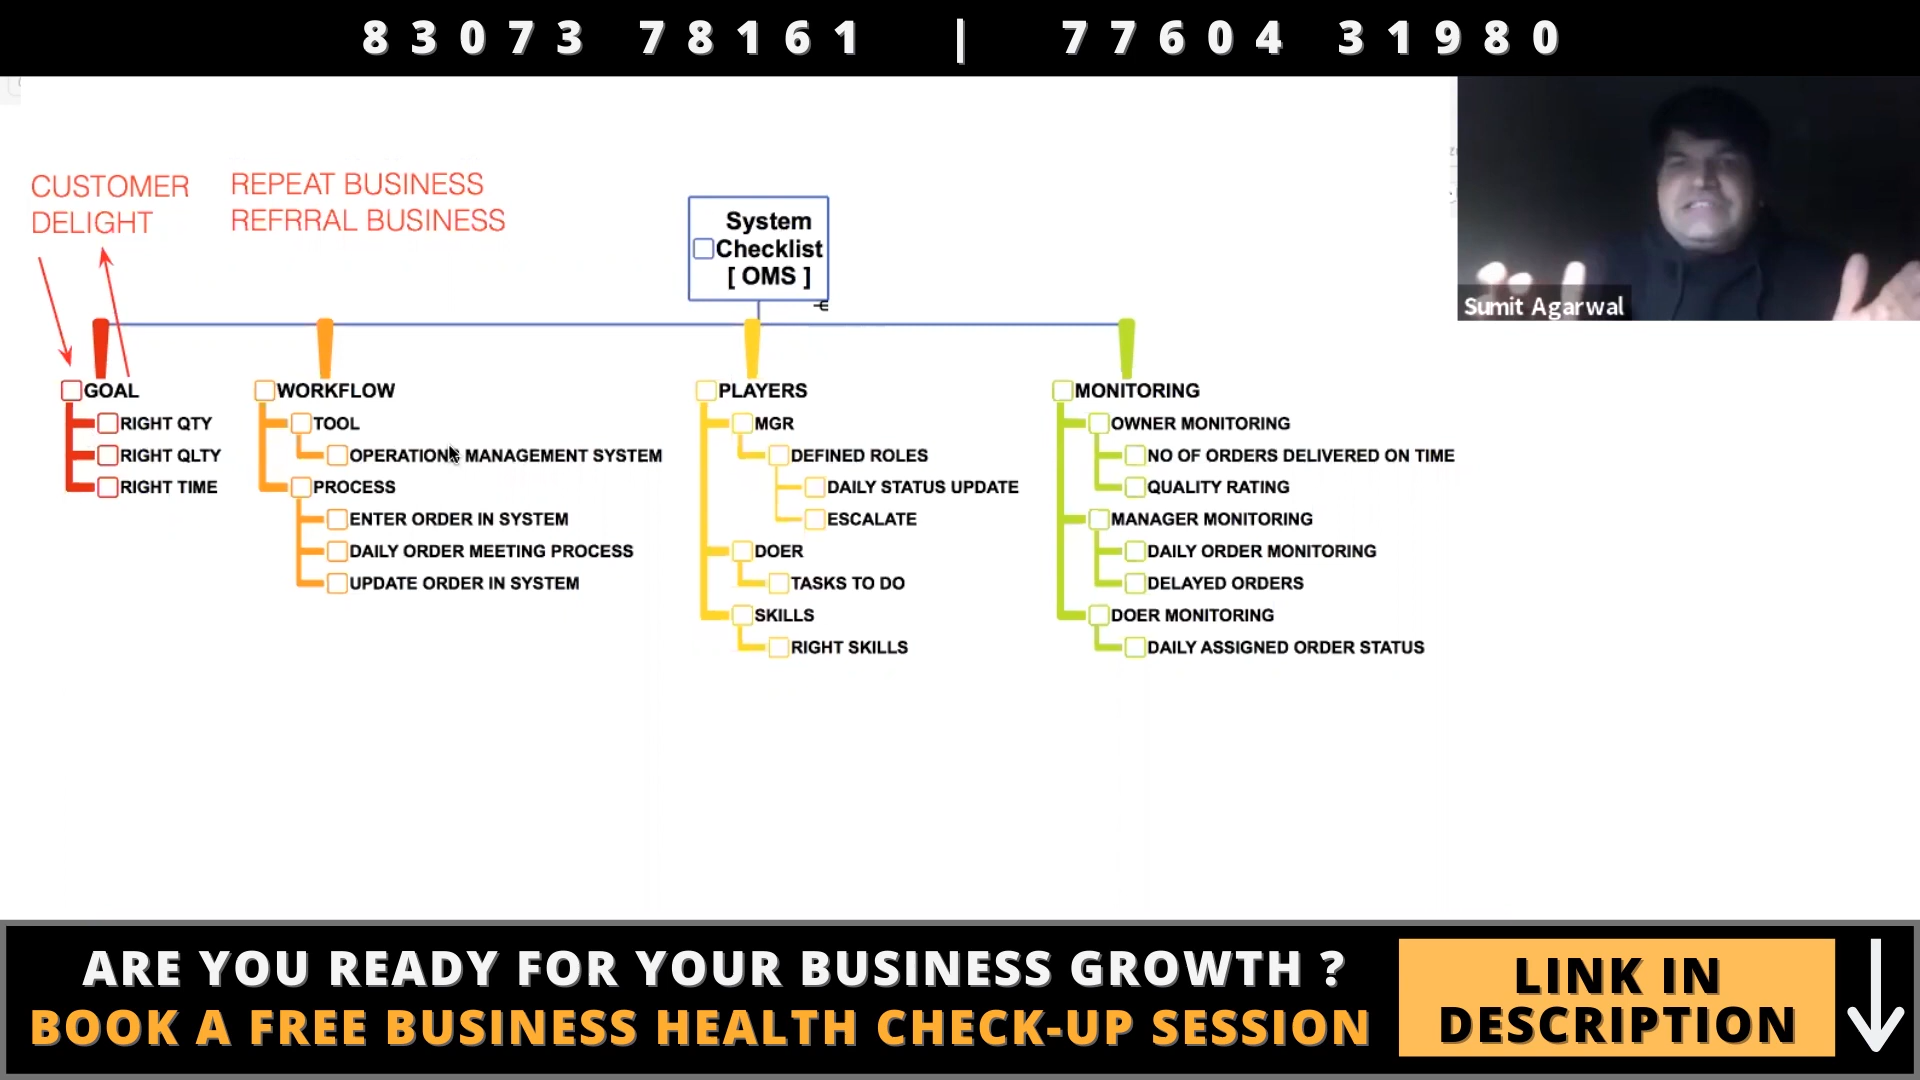 83073 78161 | 77604 31980
CUSTOMER
DELIGHT
REPEAT BUSINESS
REFRRAL BUSINESS
System
Checklist
[ OMS ]
Sumit Agarwal
GOAL
RIGHT QTY
RIGHT QLTY
RIGHT TIME
WORKFLOW
TOOL
OPERATIONS MANAGEMENT SYSTEM
PROCESS
ENTER ORDER IN SYSTEM
DAILY ORDER MEETING PROCESS
UPDATE ORDER IN SYSTEM
PLAYERS
MGR
DEFINED ROLES
DAILY STATUS UPDATE
ESCALATE
DOER
TASKS TO DO
SKILLS
RIGHT SKILLS
MONITORING
OWNER MONITORING
NO OF ORDERS DELIVERED ON TIME
QUALITY RATING
MANAGER MONITORING
DAILY ORDER MONITORING
DELAYED ORDERS
DOER MONITORING
DAILY ASSIGNED ORDER STATUS
ARE YOU READY FOR YOUR BUSINESS GROWTH ?
BOOK A FREE BUSINESS HEALTH CHECK-UP SESSION
LINK IN
DESCRIPTION